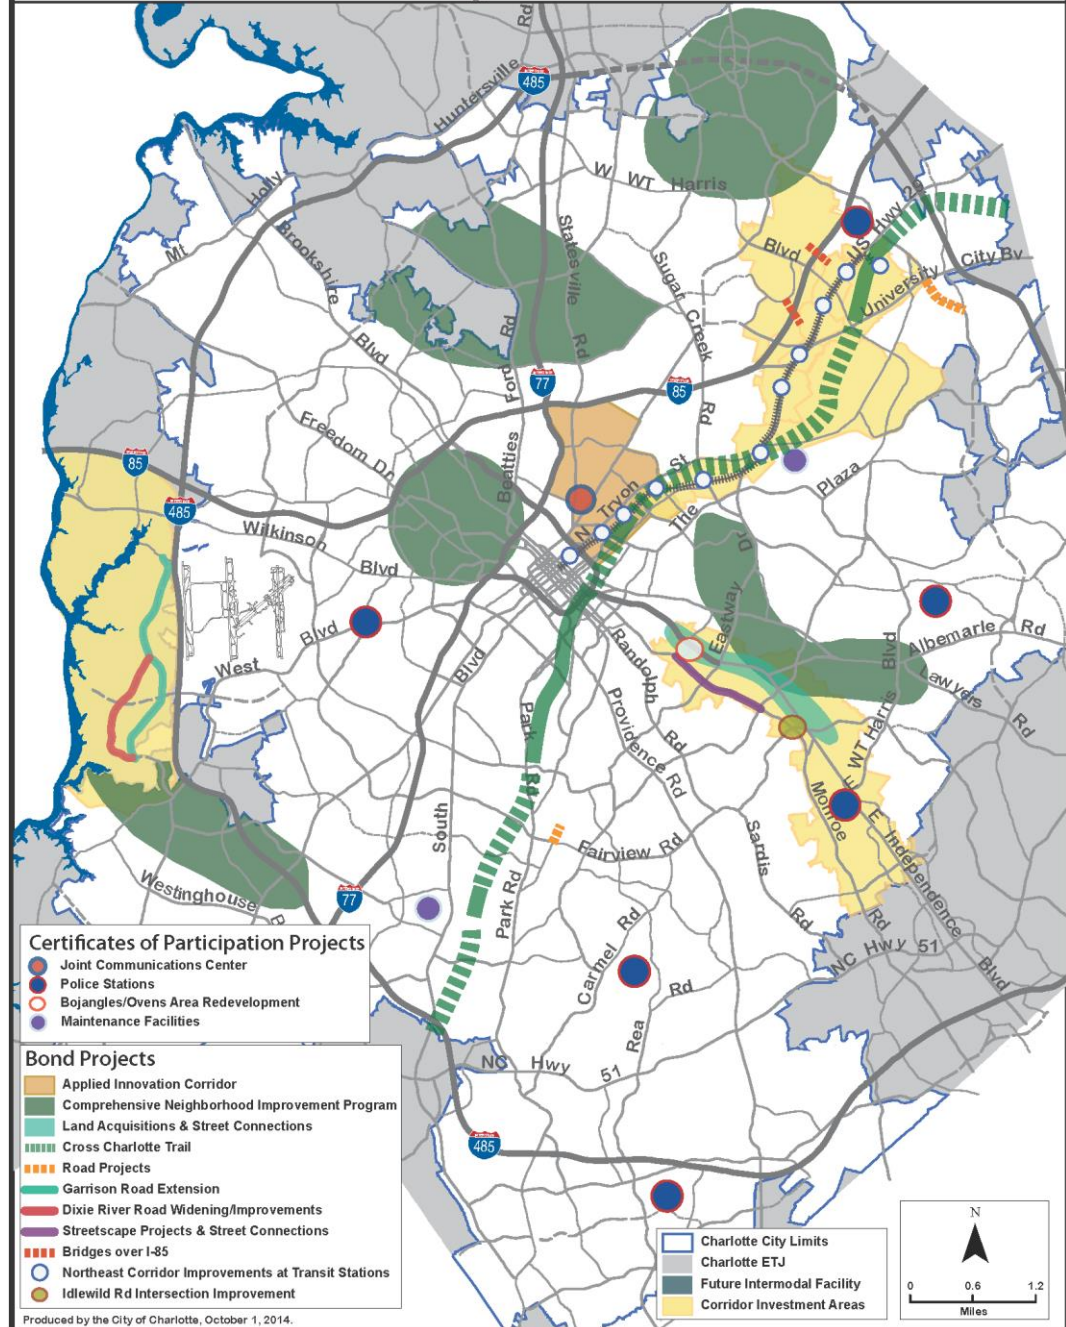 Rd
485
Huntersville
Holly
Mt
W WT Harris
Blvd
US Hwy 29
University
City Bv
Brookshire
Blvd
Statesville
Rd
Sugar
Creek
Rd
Ford
Rd
Beatties
77
85
Freedom Dr
85
485
Wilkinson
Blvd
N Tryon
St
The
Plaza
Eastway
Dr
West
Blvd
Blvd
Randolph
Rd
Providence Rd
Albemarle
Rd
Blvd
Lawyers
Rd
WT Harris
E
Park
Rd
South
Monroe
Rd
E Independence
Blvd
Fairview Rd
Sardis
Rd
Westinghouse
B
77
Park Rd
Carmel
Rd
Rea
Rd
NC Hwy 51
NC Hwy 51
485
Certificates of Participation Projects
Joint Communications Center
Police Stations
Bojangles/Ovens Area Redevelopment
Maintenance Facilities
Bond Projects
Applied Innovation Corridor
Comprehensive Neighborhood Improvement Program
Land Acquisitions & Street Connections
Cross Charlotte Trail
Road Projects
Garrison Road Extension
Dixie River Road Widening/Improvements
Streetscape Projects & Street Connections
Bridges over I-85
Northeast Corridor Improvements at Transit Stations
Idlewild Rd Intersection Improvement
Charlotte City Limits
Charlotte ETJ
Future Intermodal Facility
Corridor Investment Areas
N
0 0.6 1.2
Miles
Produced by the City of Charlotte, October 1, 2014.